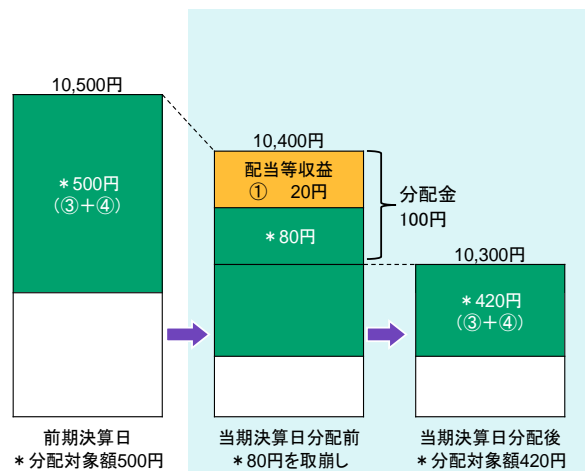 10,500円
*500円
(③+④)
前期決算日
*分配対象額500円
10,400円
配当等収益
① 20円
*80円
分配金
100円
当期決算日分配前
*80円を取崩し
10,300円
*420円
(③+④)
当期決算日分配後
*分配対象額420円